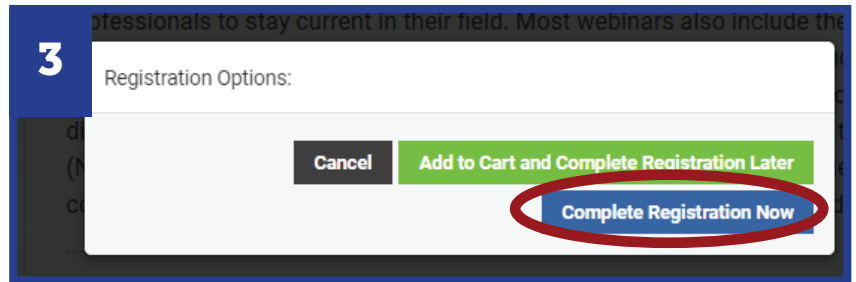 ofessionals to stay current in their field. Most webinars also include the
3
Registration Options:
Cancel Add to Cart and Complete Registration Later
Complete Registration Now